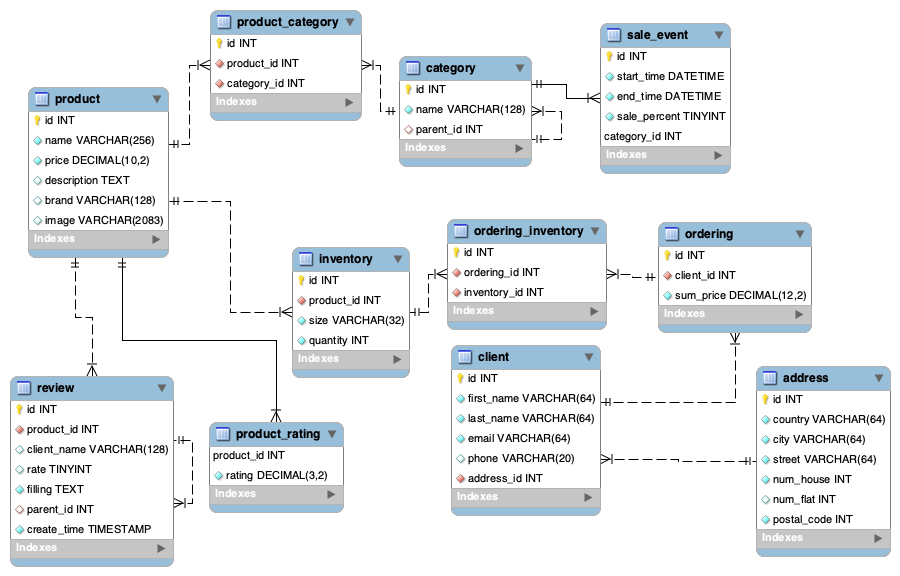 product_category
id INT
product_id INT
category_id INT
Indexes
category
id INT
name VARCHAR(128)
parent_id INT
Indexes
sale_event
id INT
start_time DATETIME
end_time DATETIME
sale_percent TINYINT
category_id INT
Indexes
product
id INT
name VARCHAR(256)
price DECIMAL(10,2)
description TEXT
brand VARCHAR(128)
image VARCHAR(2083)
Indexes
inventory
id INT
product_id INT
size VARCHAR(32)
quantity INT
Indexes
ordering_inventory
id INT
ordering_id INT
inventory_id INT
Indexes
ordering
id INT
client_id INT
sum_price DECIMAL(12,2)
Indexes
review
id INT
product_id INT
client_name VARCHAR(128)
rate TINYINT
filling TEXT
parent_id INT
create_time TIMESTAMP
Indexes
product_rating
product_id INT
rating DECIMAL(3,2)
Indexes
client
id INT
first_name VARCHAR(64)
last_name VARCHAR(64)
email VARCHAR(64)
phone VARCHAR(20)
address_id INT
Indexes
address
id INT
country VARCHAR(64)
city VARCHAR(64)
street VARCHAR(64)
num_house INT
num_flat INT
postal_code INT
Indexes